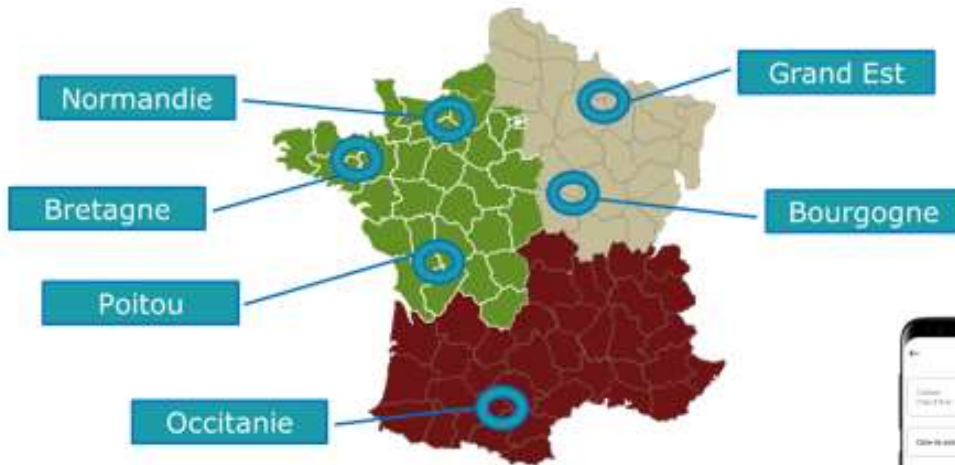 Normandie
Grand Est
Bretagne
Bourgogne
Poitou
Occitanie